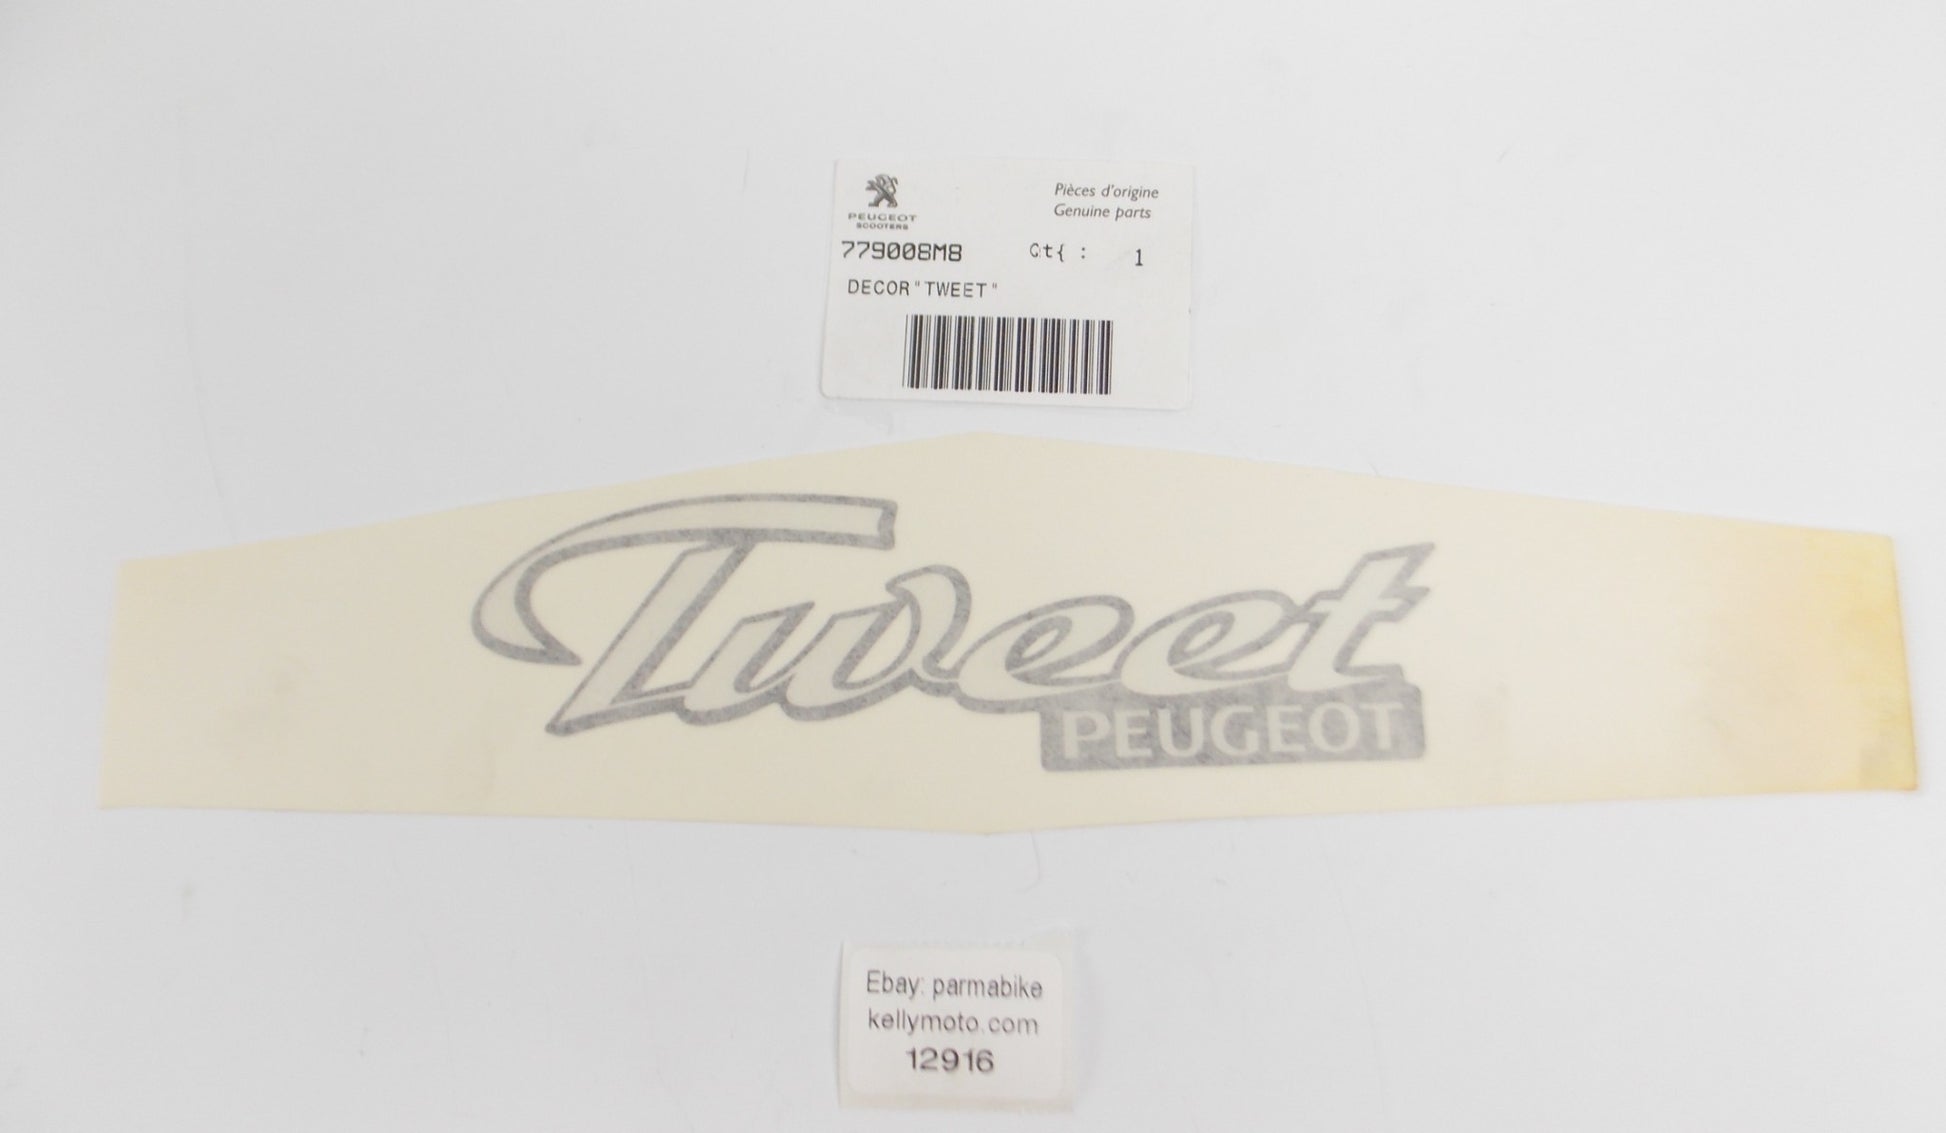 PEUGEOT
SCOOTERS
Pièces d'origine
Genuine parts
779008M8 Qt{ : 1
DECOR"TWEET"
Tweet
PEUGEOT
Ebay: parmabike
kellymoto.com
12916